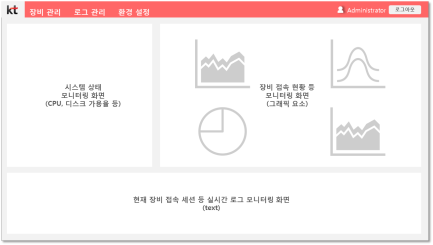 kt 장비 관리 로그 관리 환경 설정 Administrator 로그아웃
시스템 상태
모니터링 화면
(CPU, 디스크 가용율 등)
장비 접속 현황 등
모니터링 화면
(그래픽 요소)
현재 장비 접속 세션 등 실시간 로그 모니터링 화면
(text)